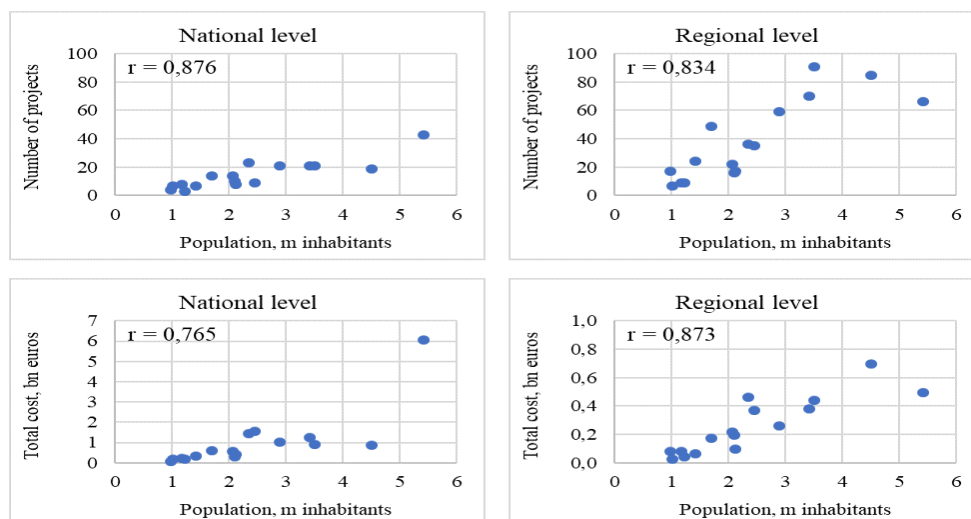 National level
r = 0,876
Number of projects
100
80
60
40
20
0
0 1 2 3 4 5 6
Population, m inhabitants
Regional level
r = 0,834
Number of projects
100
80
60
40
20
0
0 1 2 3 4 5 6
Population, m inhabitants
National level
r = 0,765
Total cost, bn euros
7
6
5
4
3
2
1
0
0 1 2 3 4 5 6
Population, m inhabitants
Regional level
r = 0,873
Total cost, bn euros
1,0
0,8
0,6
0,4
0,2
0,0
0 1 2 3 4 5 6
Population, m inhabitants